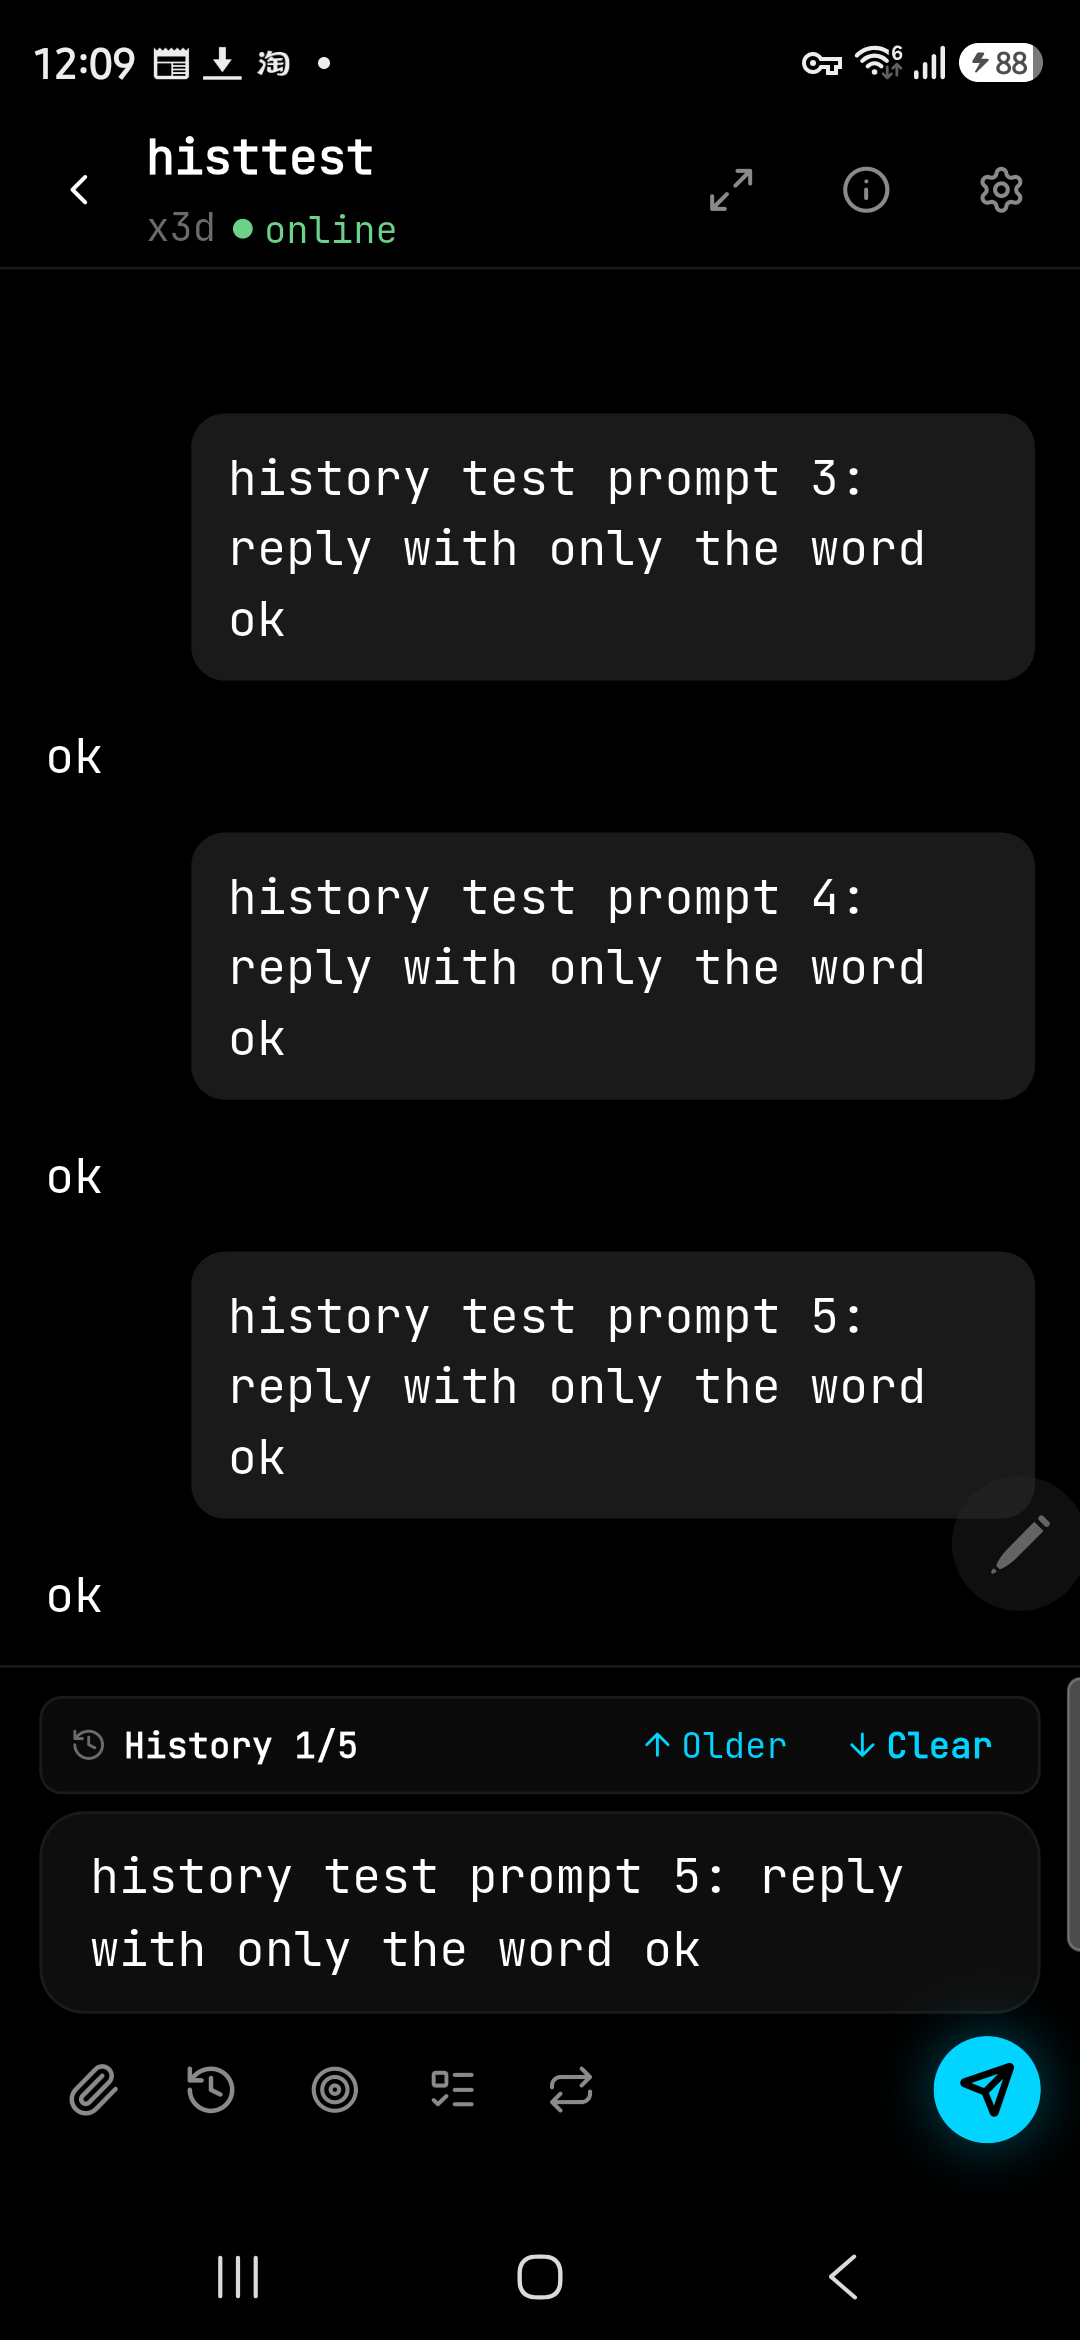 12:09 淘 6 88
histtest
x3d online
history test prompt 3:
reply with only the word
ok
ok
history test prompt 4:
reply with only the word
ok
ok
history test prompt 5:
reply with only the word
ok
ok
History 1/5 Older Clear
history test prompt 5: reply
with only the word ok